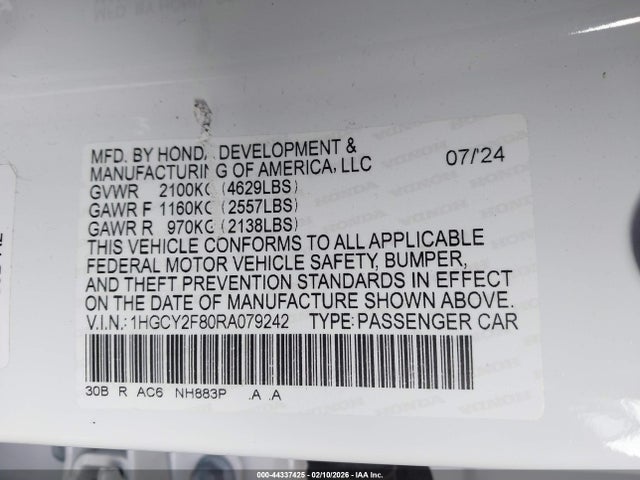 MFD. BY HONDA DEVELOPMENT & 07/'24
MANUFACTURING OF AMERICA, LLC
GVWR 2100KG (4629LBS)
GAWR F 1160KG (2557LBS)
GAWR R 970KG (2138LBS)
THIS VEHICLE CONFORMS TO ALL APPLICABLE
FEDERAL MOTOR VEHICLE SAFETY, BUMPER,
AND THEFT PREVENTION STANDARDS IN EFFECT
ON THE DATE OF MANUFACTURE SHOWN ABOVE.
V.I.N.: 1HGCY2F80RA079242 TYPE: PASSENGER CAR
30B R AC6 NH883P .A .A
000-44337425 - 02/10/2026 - IAA Inc.